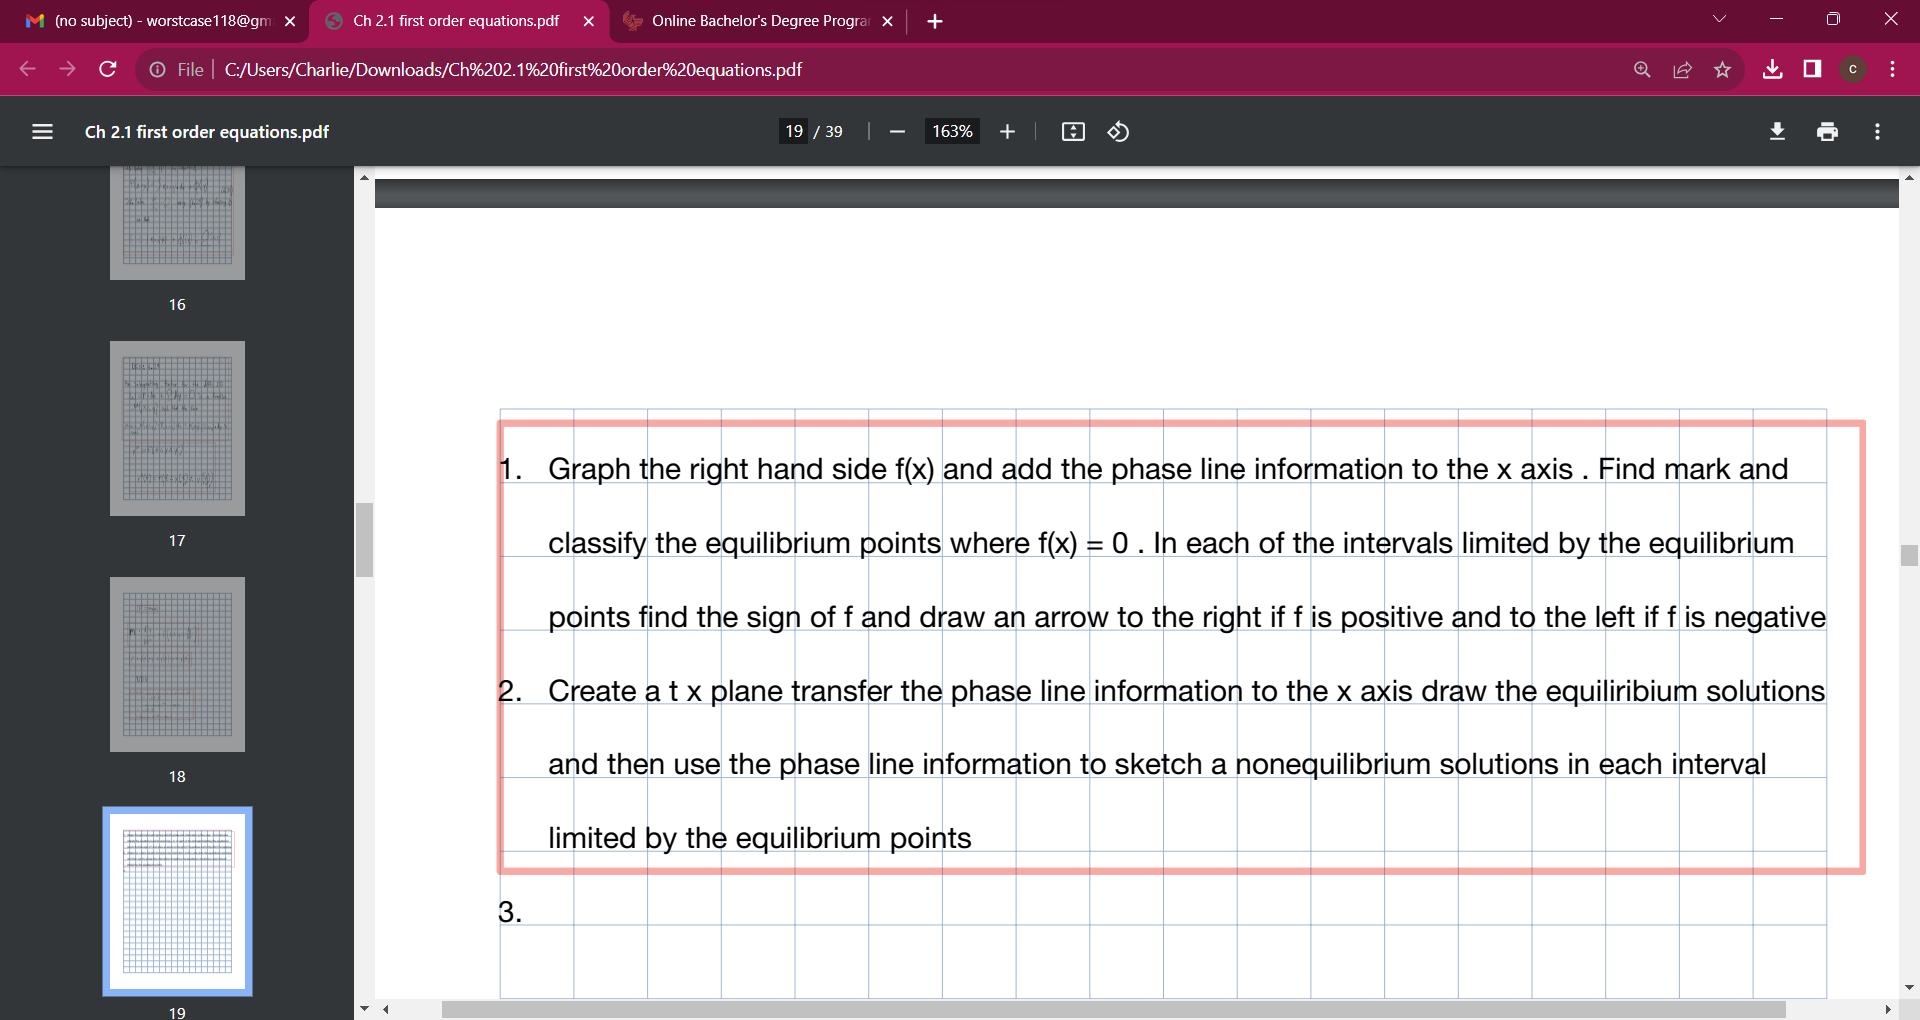 (no subject) - worstcase118@gm
Ch 2.1 first order equations.pdf
Online Bachelor's Degree Progra
File
C:/Users/Charlie/Downloads/Ch%202.1%20first%20order%20equations.pdf
c
Ch 2.1 first order equations.pdf
19 / 39
163%
16
17
18
19
1. Graph the right hand side f(x) and add the phase line information to the x axis . Find mark and
classify the equilibrium points where f(x) = 0 . In each of the intervals limited by the equilibrium
points find the sign of f and draw an arrow to the right if f is positive and to the left if f is negative
2. Create a t x plane transfer the phase line information to the x axis draw the equiliribium solutions
and then use the phase line information to sketch a nonequilibrium solutions in each interval
limited by the equilibrium points
3.